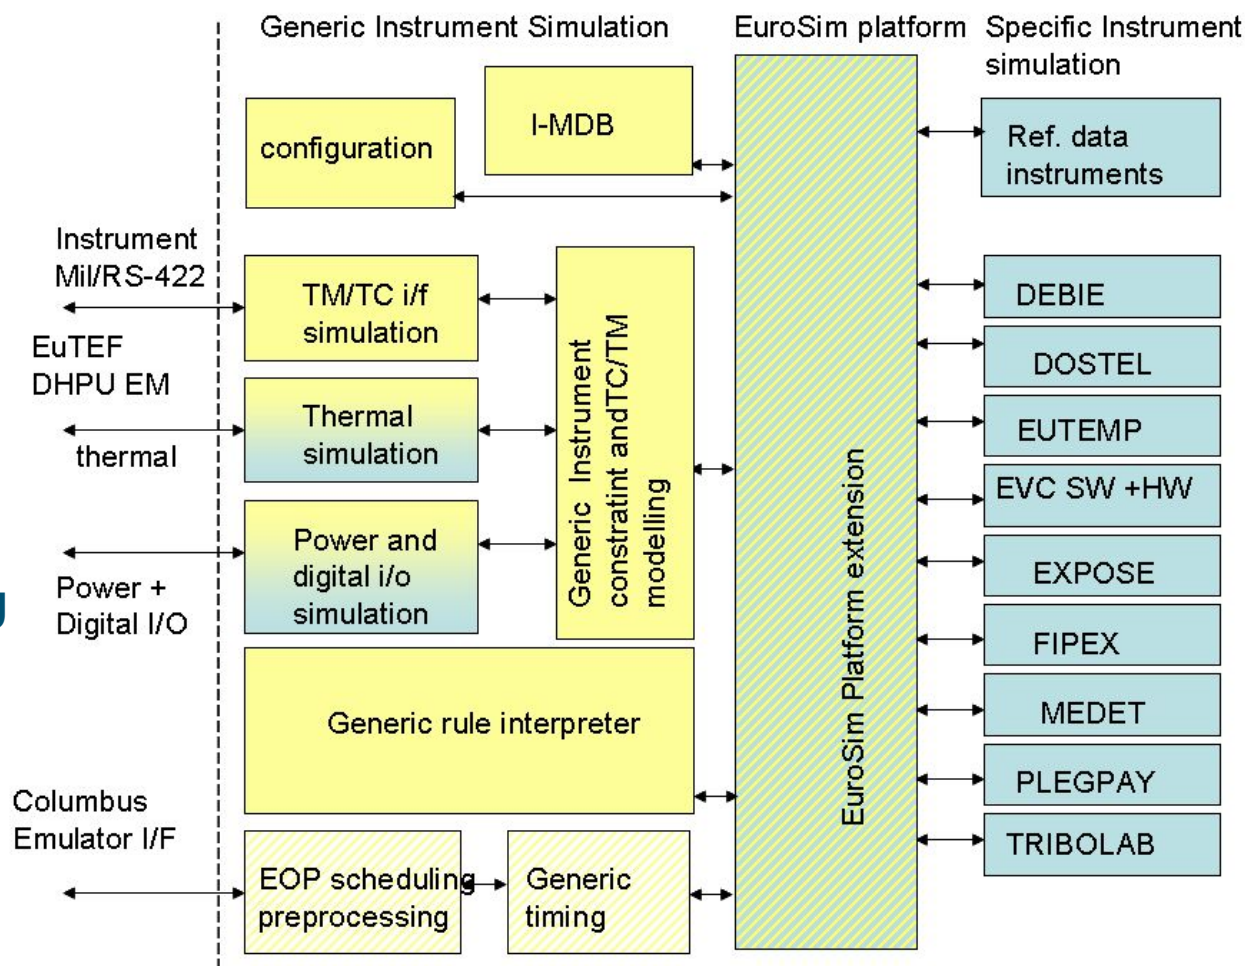 Generic Instrument Simulation
EuroSim platform
Specific Instrument
simulation
configuration
I-MDB
Ref. data
instruments
Instrument
Mil/RS-422
TM/TC i/f
simulation
EuTEF
DHPU EM
Thermal
simulation
thermal
Power and
digital i/o
simulation
Power +
Digital I/O
Generic Instrument
constratint andTC/TM
modelling
Generic rule interpreter
Columbus
Emulator I/F
EOP scheduling
preprocessing
Generic
timing
EuroSim Platform extension
DEBIE
DOSTEL
EUTEMP
EVC SW +HW
EXPOSE
FIPEX
MEDET
PLEGPAY
TRIBOLAB